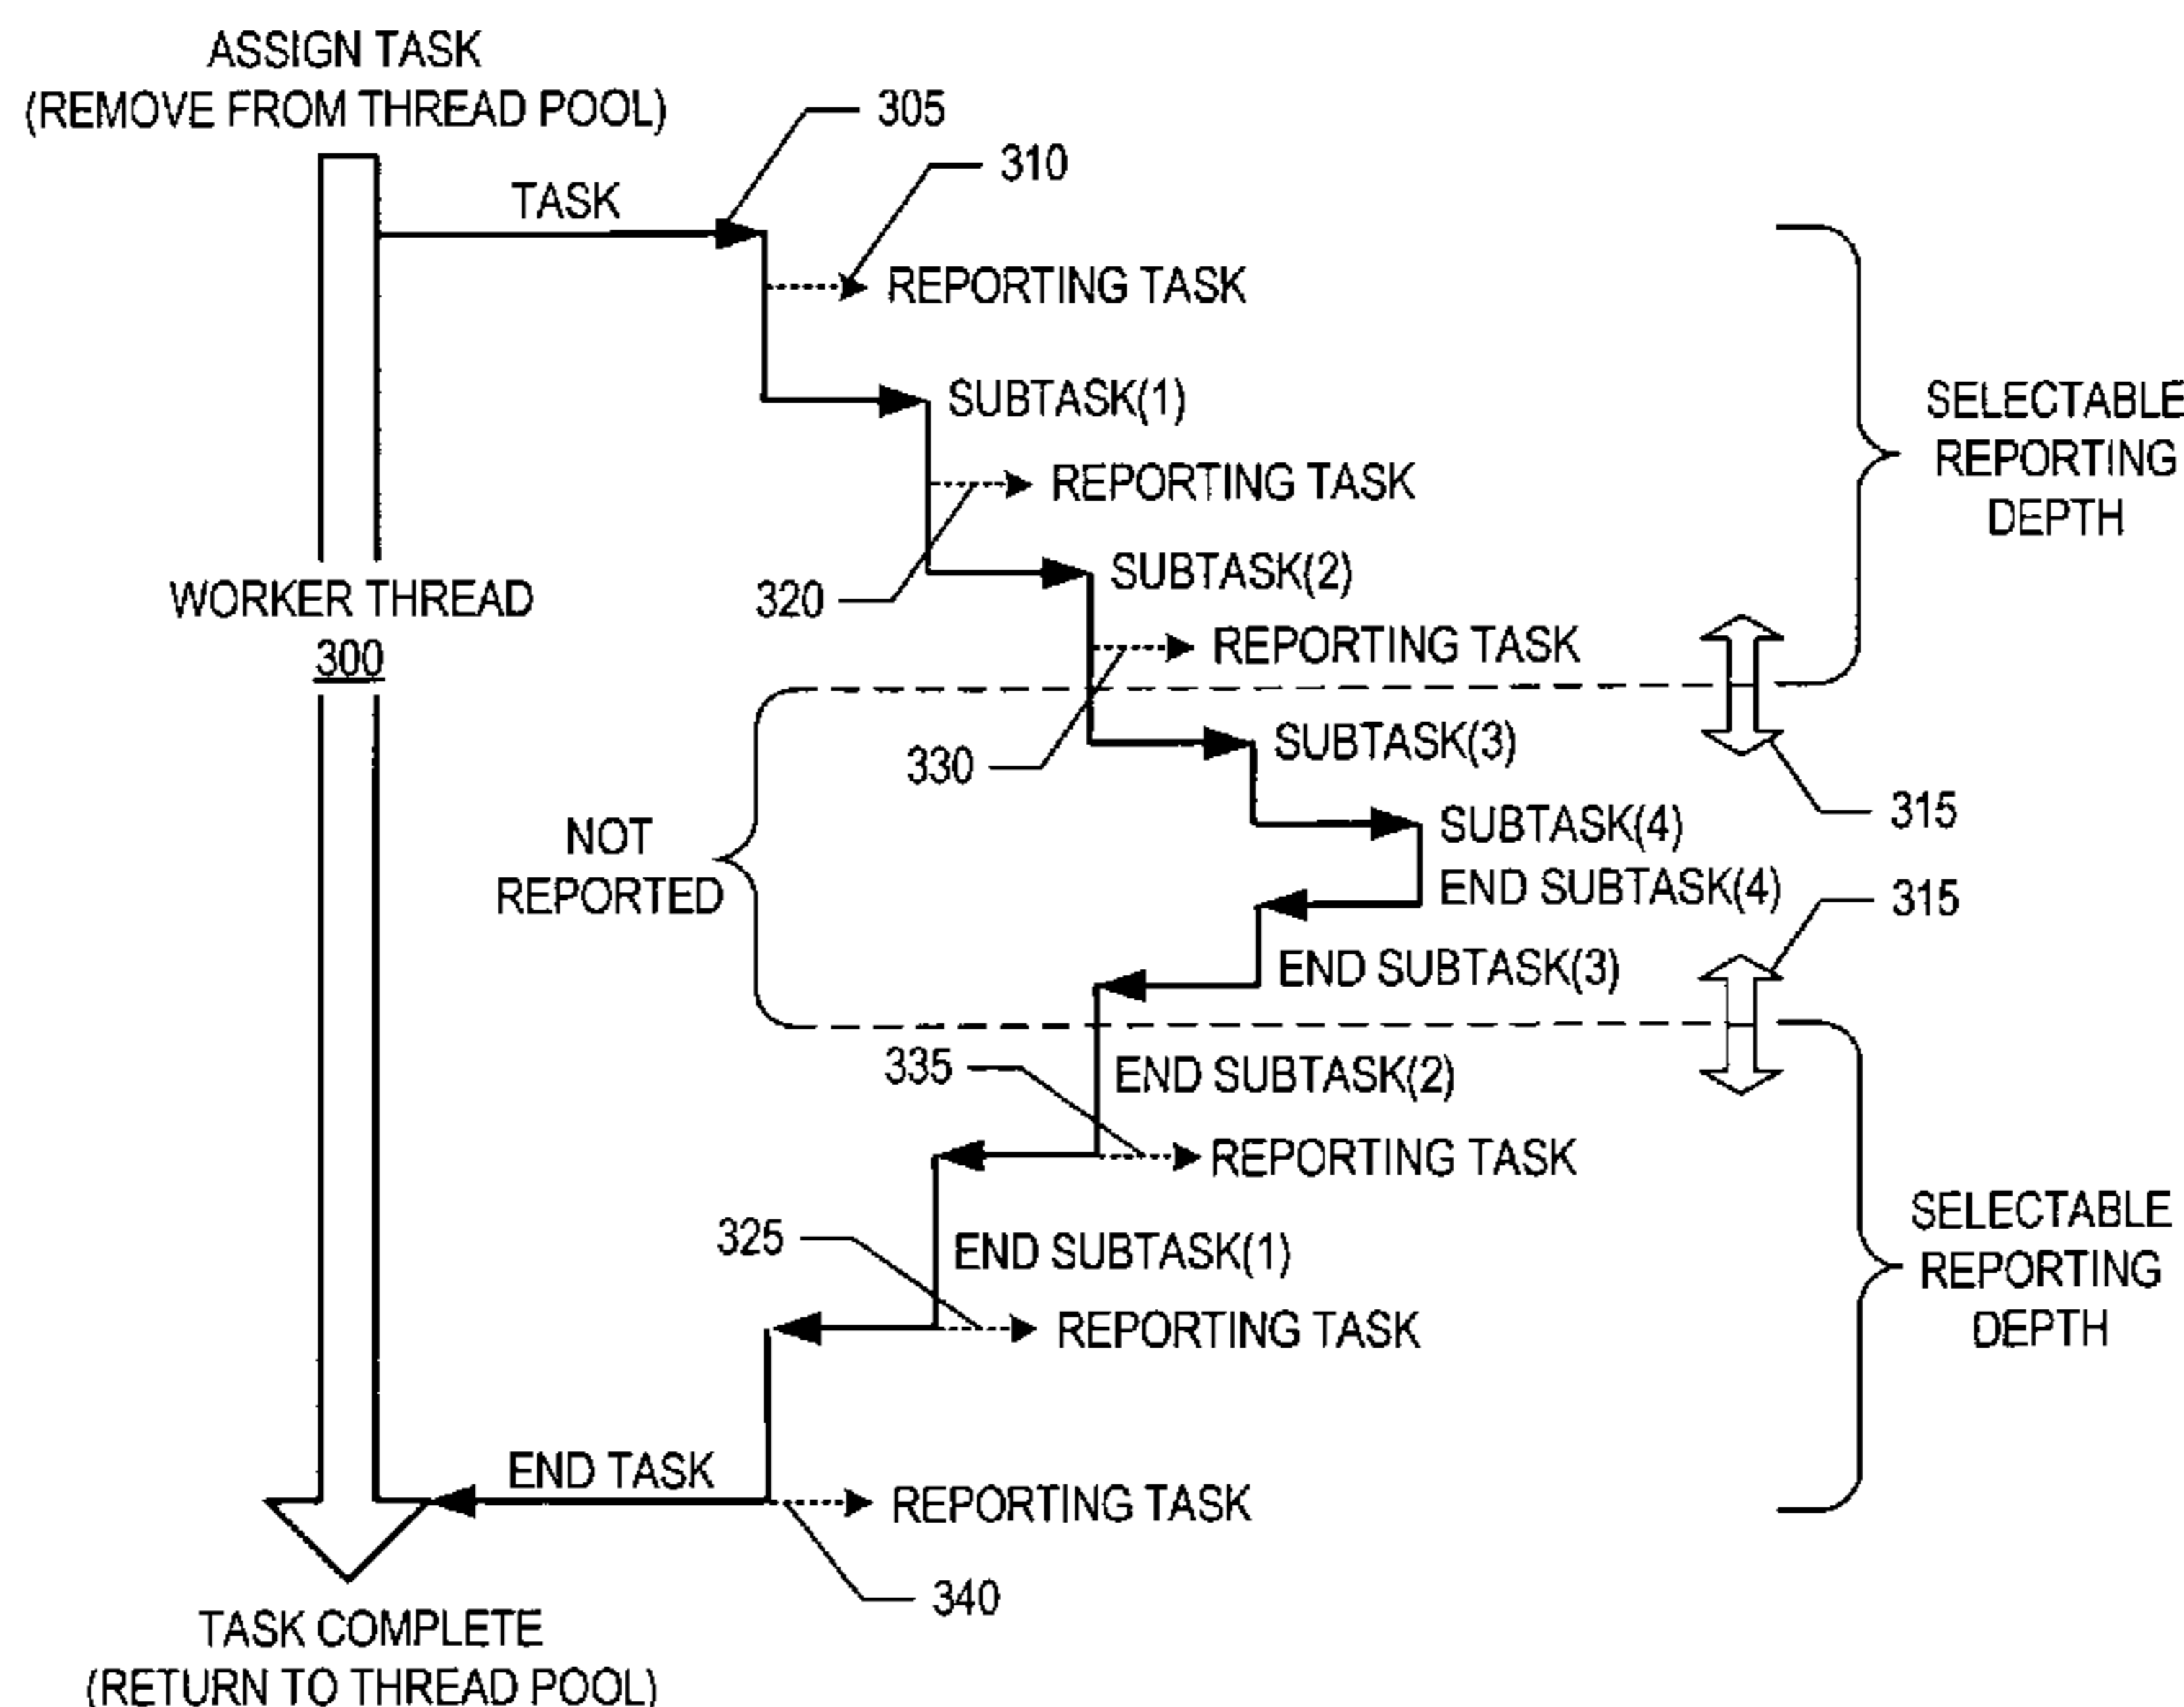 ASSIGN TASK
(REMOVE FROM THREAD POOL)
305
310
TASK
REPORTING TASK
SUBTASK(1)
SELECTABLE
REPORTING
DEPTH
REPORTING TASK
320
SUBTASK(2)
WORKER THREAD
300
REPORTING TASK
330
SUBTASK(3)
315
NOT
REPORTED
SUBTASK(4)
END SUBTASK(4)
315
END SUBTASK(3)
335
END SUBTASK(2)
REPORTING TASK
SELECTABLE
REPORTING
DEPTH
325
END SUBTASK(1)
REPORTING TASK
END TASK
REPORTING TASK
340
TASK COMPLETE
(RETURN TO THREAD POOL)